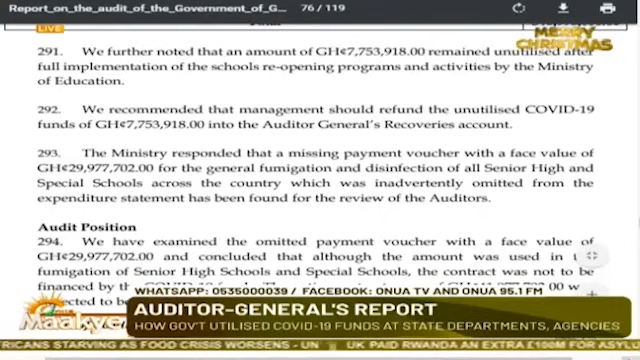 Report_on_the_audit_of_the_Government_of_G...
76 / 119
LIVE
MERRY
CHRISTMAS
291. We further noted that an amount of GH¢7,753,918.00 remained unutilised after
full implementation of the schools re-opening programs and activities by the Ministry
of Education.
292. We recommended that management should refund the unutilised COVID-19
funds of GH¢7,753,918.00 into the Auditor General's Recoveries account.
293. The Ministry responded that a missing payment voucher with a face value of
GH¢29,977,702.00 for the general fumigation and disinfection of all Senior High and
Special Schools across the country which was inadvertently omitted from the
expenditure statement has been found for the review of the Auditors.
Audit Position
294. We have examined the omitted payment voucher with a face value of
GH¢29,977,702.00 and concluded that although the amount was used in
fumigation of Senior High Schools and Special Schools, the contract was not to be
financed by th
WHATSAPP: 0535000039 / FACEBOOK: ONUA TV AND ONUA 95.1 FM
Maakye
AUDITOR-GENERAL'S REPORT
HOW GOV'T UTILISED COVID-19 FUNDS AT STATE DEPARTMENTS, AGENCIES
RICANS STARVING AS FOOD CRISIS WORSENS - UN UK PAID RWANDA AN EXTRA £100M FOR ASYL